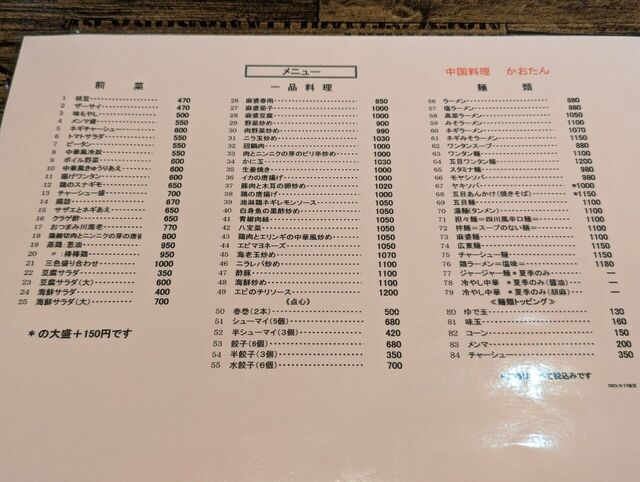 メニュー
中国料理 かおたん
前菜
1 枝豆 470
2 ザーサイ 470
3 味もやし 500
4 メンマ盛 550
5 ネギチャーシュー 600
6 トマトサラダ 550
7 ピータン 550
8 中華風冷奴 550
9 ボイル野菜 600
10 中華風きゅうりあえ 600
11 揚げワンタン 600
12 鶏のスナギモ 650
13 チャーシュー盛 700
14 腸詰 670
15 サザエとネギあえ 650
16 クラゲ酢 650
17 おつまみ川海老 770
18 鶏細切肉とニンニクの芽の唐揚 800
19 蒸鶏:葱油 950
20 〃:棒棒鶏 950
21 三色盛り合わせ 1000
22 豆腐サラダ 350
23 豆腐サラダ(大) 600
24 海鮮サラダ 400
25 海鮮サラダ(大) 700
*の大盛+150円です
一品料理
26 麻婆春雨 850
27 麻婆茄子 1000
28 麻婆豆腐 1000
29 野菜炒め 900
30 肉野菜炒め 990
31 ニラ玉炒め 1030
32 回鍋肉 1000
33 肉とニンニクの芽のピリ辛炒め 1000
34 かに玉 1030
35 生姜焼き 1000
36 イカの唐揚げ 1000
37 豚肉と木耳の卵炒め 1020
38 鶏の唐揚げ 1000
39 油淋鶏ネギレモンソース 1050
40 白身魚の黒酢炒め 1050
41 青椒肉絲 1050
42 八宝菜 1050
43 鶏肉とエリンギの中華風炒め 1050
44 エビマヨネーズ 1050
45 海老玉炒め 1070
46 ニラレバ炒め 1100
47 酢豚 1100
48 海鮮炒め 1100
49 エビのチリソース 1200
《点心》
50 春巻(2本) 500
51 シューマイ(5個) 680
52 半シューマイ(3個) 420
53 餃子(6個) 680
54 半餃子(3個) 350
55 水餃子(6個) 700
麺類
56 ラーメン 880
57 塩ラーメン 880
58 高菜ラーメン 1050
59 みそラーメン 1110
60 ネギラーメン 1070
61 ネギみそラーメン 1150
62 ワンタンスープ 880
63 ワンタン麺 1100
64 五目ワンタン麺 1200
65 スタミナ麺 1100
66 モヤシソバ 980
67 ヤキソバ *1000
68 五目あんかけ(焼きそば) 1150
69 五目麺 1100
70 湯麺(タンメン) 1100
71 担々麺=四川風辛口麺= 1100
72 拌麺=スープのない麺= 1100
73 麻婆麺 1100
74 広東麺 1150
75 チャーシュー麺 1150
76 鶏ラーメン=塩味= 1180
77 ジャージャー麺*夏季のみ ―
78 冷やし中華 *夏季のみ(醤油) ―
79 冷やし中華 *夏季のみ(胡麻) ―
≪麺類トッピング≫
80 ゆで玉 130
81 味玉 160
82 コーン 150
83 メンマ 200
84 チャーシュー 350
て税込みです